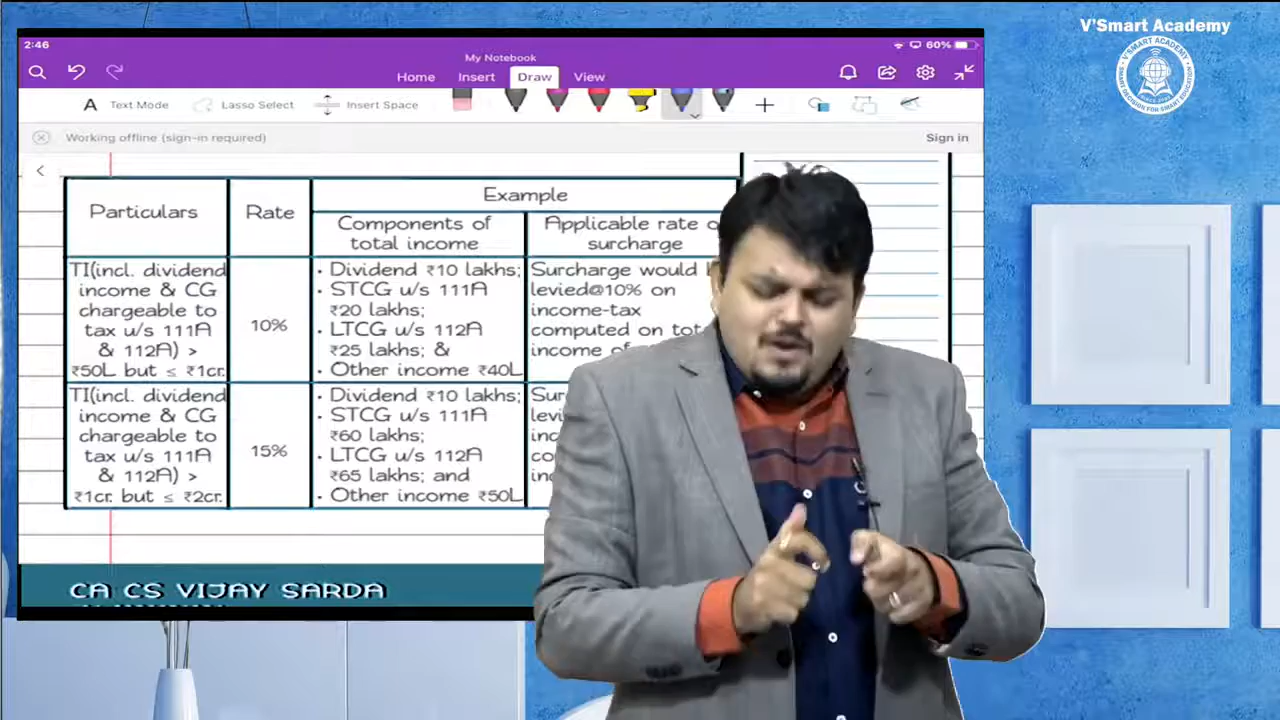 V'Smart Academy
2:46
60%
My Notebook
Home Insert Draw View
A Text Mode Lasso Select Insert Space
Working offline (sign-in required) Sign in
Example
Particulars Rate
Components of total income
Applicable rate
surcharge
TI(incl. dividend
income & CG
chargeable to
tax u/s 111A
& 112A) >
₹50L but ≤ ₹1cr.
10%
• Dividend ₹10 lakhs;
• STCG u/s 111A
₹20 lakhs;
• LTCG u/s 112A
₹25 lakhs; &
• Other income ₹40L
Surcharge would
levied@10% on
income-tax
computed on
income of
TI(incl. dividend
income & CG
chargeable to
tax u/s 111A
& 112A) >
₹1cr. but ≤ ₹2cr.
15%
• Dividend ₹10 lakhs;
• STCG u/s 111A
₹60 lakhs;
• LTCG u/s 112A
₹65 lakhs; and
• Other income ₹50L
CA CS VIJAY SARDA